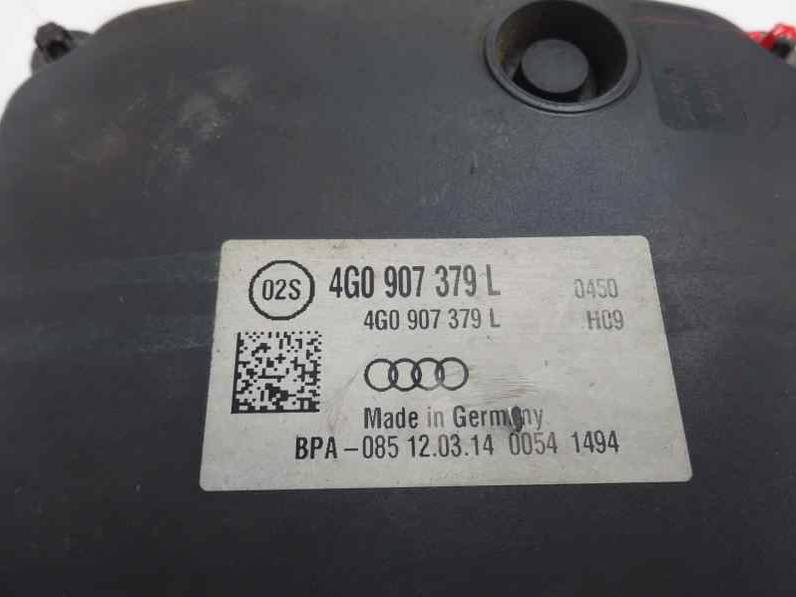 02S 4G0 907 379 L 0450
4G0 907 379 L H09
Made in Germany
BPA-085 12.03.14 0054 1494